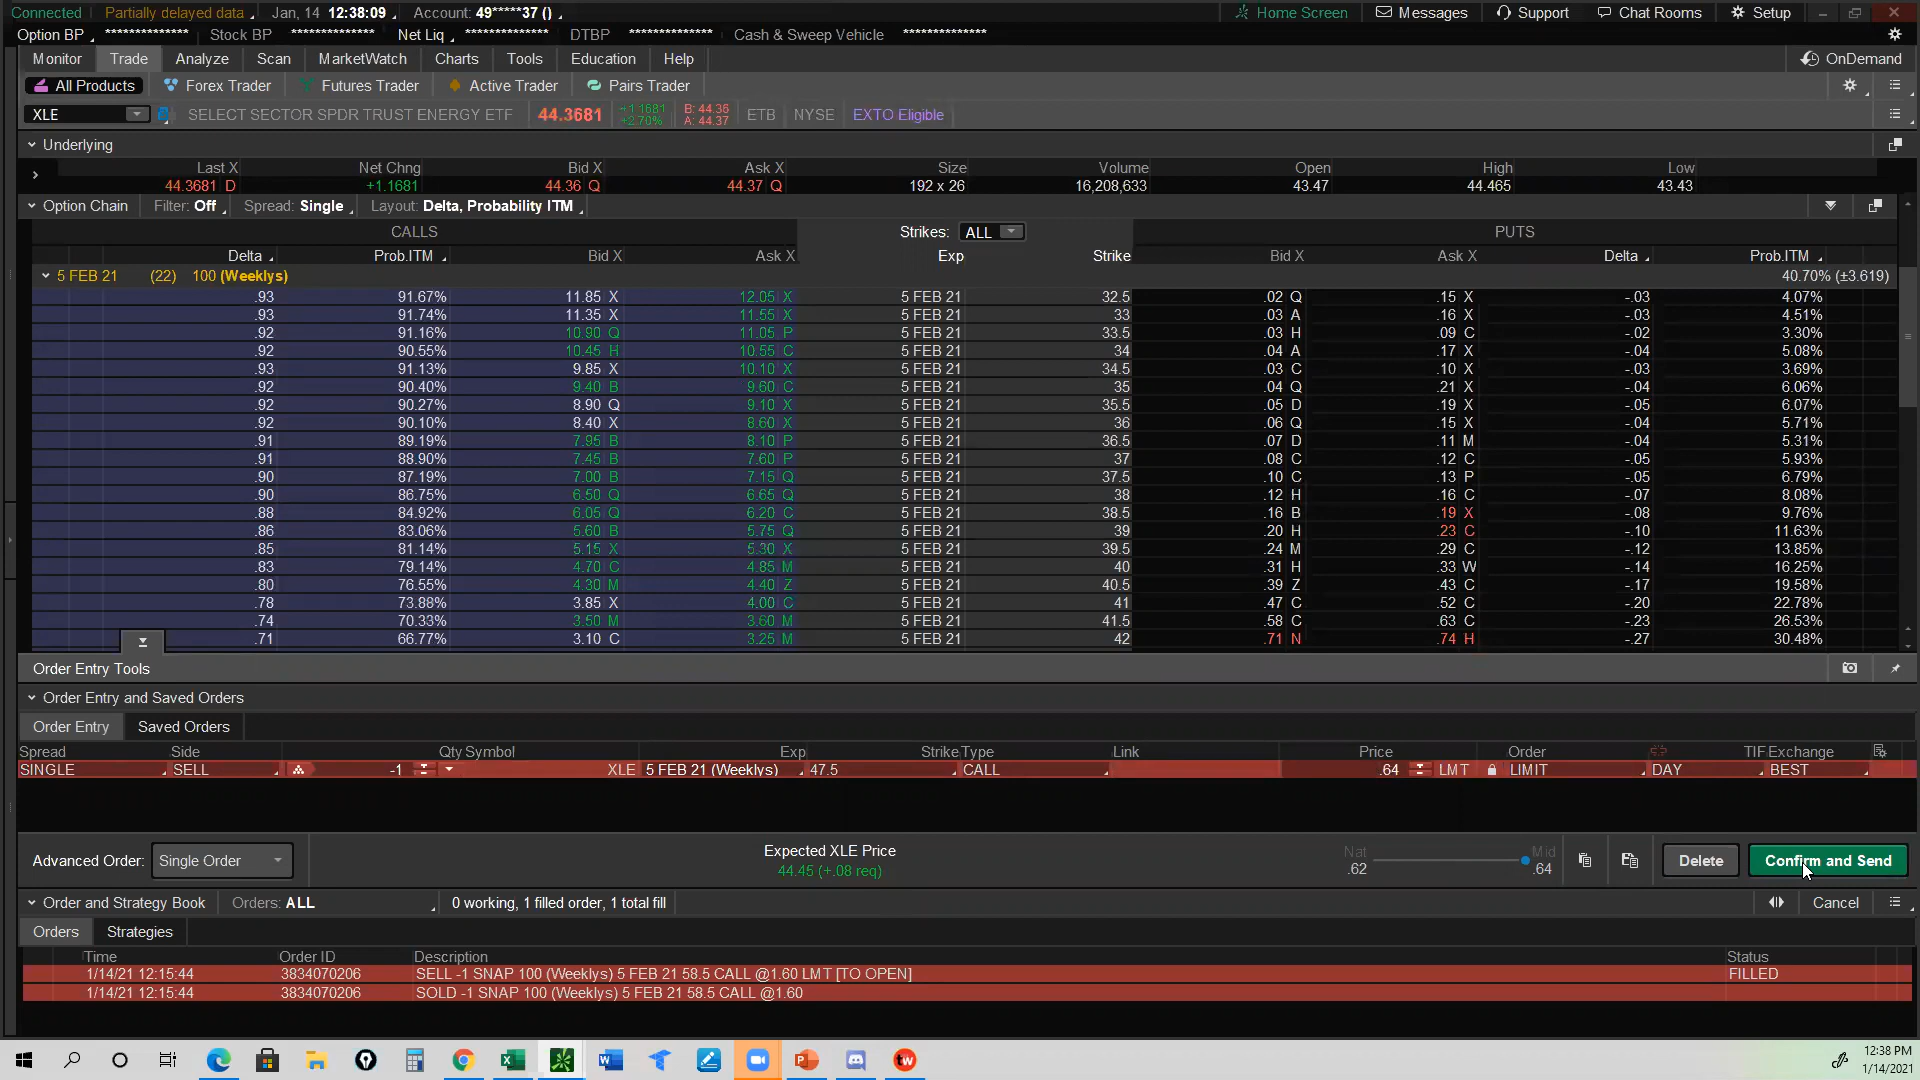 Connected Partially delayed data Jan, 14 12:38:09 Account: 49*****37 () Home Screen Messages Support Chat Rooms Setup
Option BP ************** Stock BP ************** Net Liq ************** DTBP ************** Cash & Sweep Vehicle **************
Monitor Trade Analyze Scan MarketWatch Charts Tools Education Help OnDemand
All Products Forex Trader Futures Trader Active Trader Pairs Trader
XLE SELECT SECTOR SPDR TRUST ENERGY ETF 44.3681 +1.1681 +2.70% B: 44.36 A: 44.37 ETB NYSE EXTO Eligible
Underlying
Last X Net Chng Bid X Ask X Size Volume Open High Low
44.3681 D +1.1681 44.36 Q 44.37 Q 192 x 26 16,208,633 43.47 44.465 43.43
Option Chain Filter: Off Spread: Single Layout: Delta, Probability ITM
CALLS Strikes: ALL PUTS
Delta Prob.ITM Bid X Ask X Exp Strike Bid X Ask X Delta Prob.ITM
5 FEB 21 (22) 100 (Weeklys) 40.70% (±3.619)
.93 91.67% 11.85 X 12.05 X 5 FEB 21 32.5 .02 Q .15 X -.03 4.07%
.93 91.74% 11.35 X 11.55 X 5 FEB 21 33 .03 A .16 X -.03 4.51%
.92 91.16% 10.90 Q 11.05 P 5 FEB 21 33.5 .03 H .09 C -.02 3.30%
.92 90.55% 10.45 H 10.55 C 5 FEB 21 34 .04 A .17 X -.04 5.08%
.93 91.13% 9.85 X 10.10 X 5 FEB 21 34.5 .03 C .10 X -.03 3.69%
.92 90.40% 9.40 B 9.60 C 5 FEB 21 35 .04 Q .21 X -.04 6.06%
.92 90.27% 8.90 Q 9.10 X 5 FEB 21 35.5 .05 D .19 X -.05 6.07%
.92 90.10% 8.40 X 8.60 X 5 FEB 21 36 .06 Q .15 X -.04 5.71%
.91 89.19% 7.95 B 8.10 P 5 FEB 21 36.5 .07 D .11 M -.04 5.31%
.91 88.90% 7.45 B 7.60 P 5 FEB 21 37 .08 C .12 C -.05 5.93%
.90 87.19% 7.00 B 7.15 Q 5 FEB 21 37.5 .10 C .13 P -.05 6.79%
.90 86.75% 6.50 Q 6.65 Q 5 FEB 21 38 .12 H .16 C -.07 8.08%
.88 84.92% 6.05 Q 6.20 C 5 FEB 21 38.5 .16 B .19 X -.08 9.76%
.86 83.06% 5.60 B 5.75 Q 5 FEB 21 39 .20 H .23 C -.10 11.63%
.85 81.14% 5.15 X 5.30 X 5 FEB 21 39.5 .24 M .29 C -.12 13.85%
.83 79.14% 4.70 C 4.85 M 5 FEB 21 40 .31 H .33 W -.14 16.25%
.80 76.55% 4.30 M 4.40 Z 5 FEB 21 40.5 .39 Z .43 C -.17 19.58%
.78 73.88% 3.85 X 4.00 C 5 FEB 21 41 .47 C .52 C -.20 22.78%
.74 70.33% 3.50 M 3.60 M 5 FEB 21 41.5 .58 C .63 C -.23 26.53%
.71 66.77% 3.10 C 3.25 M 5 FEB 21 42 .71 N .74 H -.27 30.48%
Order Entry Tools
Order Entry and Saved Orders
Order Entry Saved Orders
Spread Side Qty Symbol Exp Strike Type Link Price Order TIF Exchange
SINGLE SELL -1 XLE 5 FEB 21 (Weeklys) 47.5 CALL .64 LMT LIMIT DAY BEST
Advanced Order: Single Order Expected XLE Price 44.45 (+.08 req) Nat .62 Mid .64 Delete Confirm and Send
Order and Strategy Book Orders: ALL 0 working, 1 filled order, 1 total fill Cancel
Orders Strategies
Time Order ID Description Status
1/14/21 12:15:44 3834070206 SELL -1 SNAP 100 (Weeklys) 5 FEB 21 58.5 CALL @1.60 LMT [TO OPEN] FILLED
1/14/21 12:15:44 3834070206 SOLD -1 SNAP 100 (Weeklys) 5 FEB 21 58.5 CALL @1.60
12:38 PM
1/14/2021